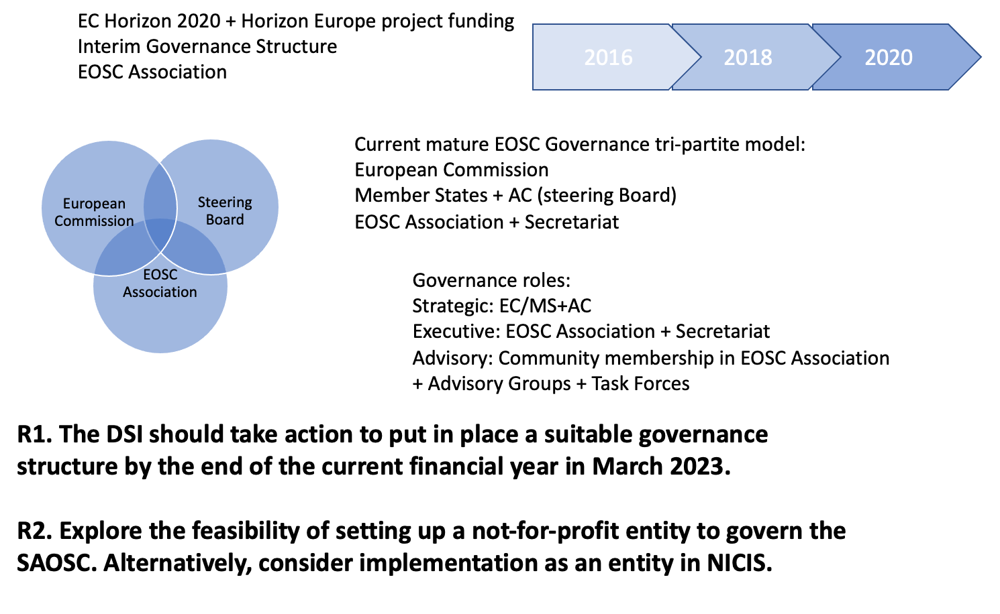 EC Horizon 2020 + Horizon Europe project funding
Interim Governance Structure
EOSC Association
2016
2018
2020
European
Commission
Steering
Board
EOSC
Association
Current mature EOSC Governance tri-partite model:
European Commission
Member States + AC (steering Board)
EOSC Association + Secretariat
Governance roles:
Strategic: EC/MS+AC
Executive: EOSC Association + Secretariat
Advisory: Community membership in EOSC Association
+ Advisory Groups + Task Forces
R1. The DSI should take action to put in place a suitable governance
structure by the end of the current financial year in March 2023.
R2. Explore the feasibility of setting up a not-for-profit entity to govern the
SAOSC. Alternatively, consider implementation as an entity in NICIS.